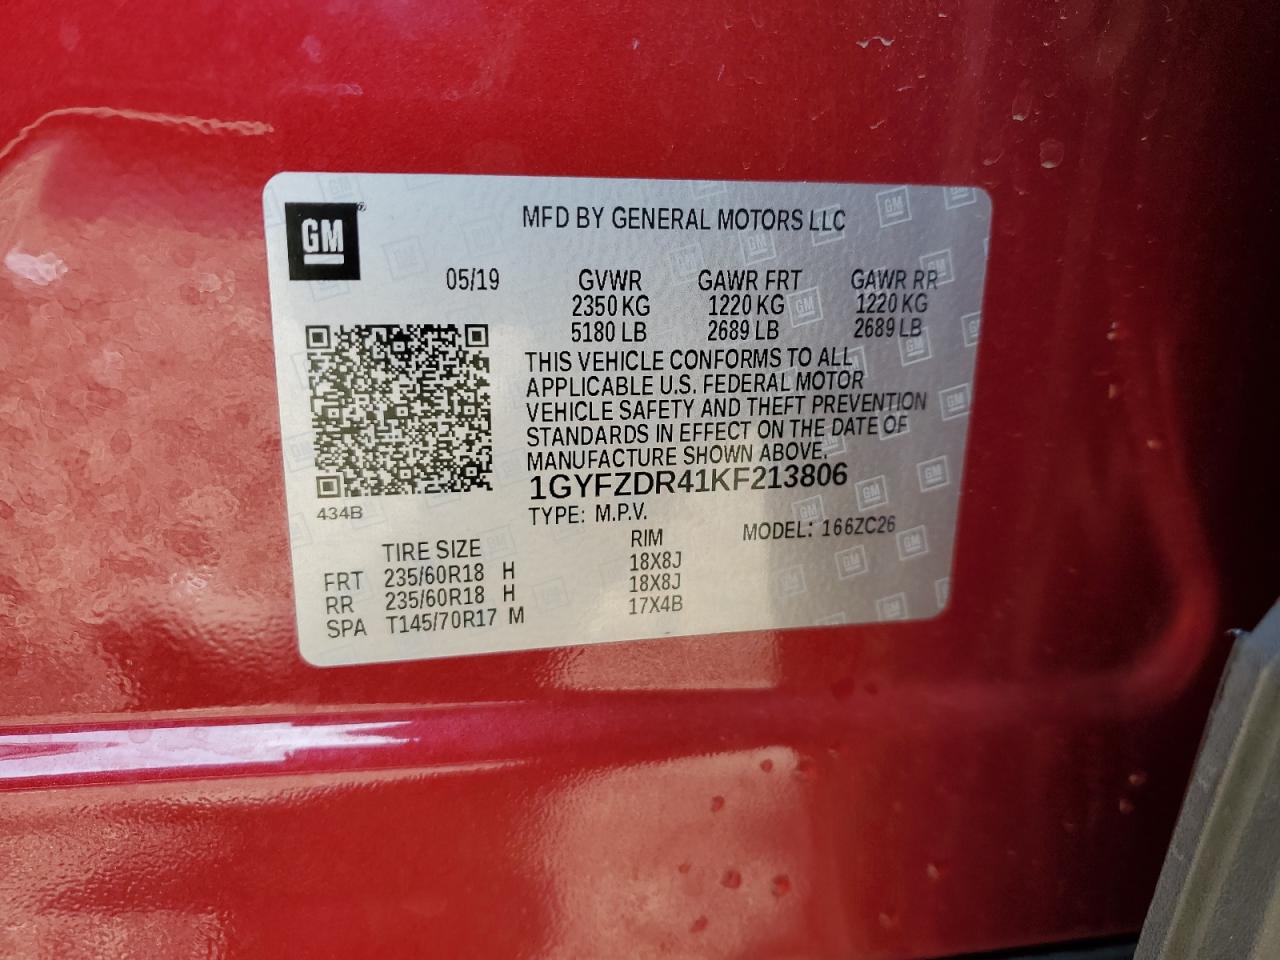 GM
MFD BY GENERAL MOTORS LLC
05/19 GVWR GAWR FRT GAWR RR
2350 KG 1220 KG 1220 KG
5180 LB 2689 LB 2689 LB
THIS VEHICLE CONFORMS TO ALL
APPLICABLE U.S. FEDERAL MOTOR
VEHICLE SAFETY AND THEFT PREVENTION
STANDARDS IN EFFECT ON THE DATE OF
MANUFACTURE SHOWN ABOVE.
1GYFZDR41KF213806
434B
TYPE: M.P.V. MODEL: 166ZC26
TIRE SIZE RIM
FRT 235/60R18 H 18X8J
RR 235/60R18 H 18X8J
SPA T145/70R17 M 17X4B